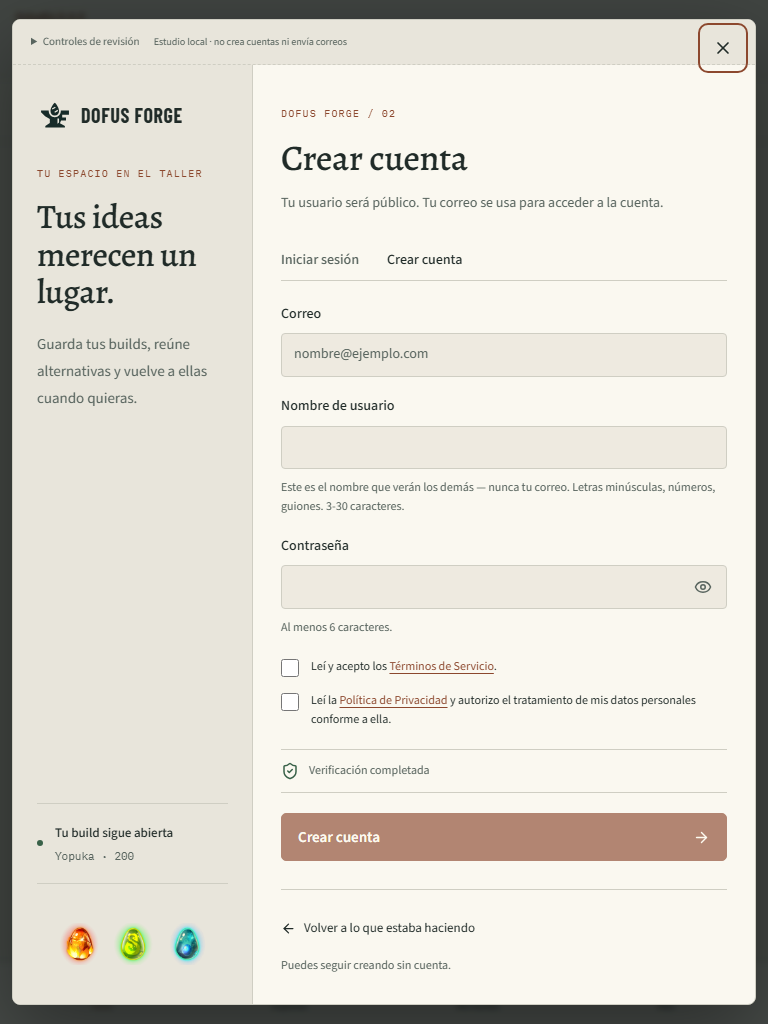 Controles de revisión
Estudio local · no crea cuentas ni envía correos
DOFUS FORGE
TU ESPACIO EN EL TALLER
Tus ideas
merecen un
lugar.
Guarda tus builds, reúne
alternativas y vuelve a ellas
cuando quieras.
Tu build sigue abierta
Yopuka · 200
DOFUS FORGE / 02
Crear cuenta
Tu usuario será público. Tu correo se usa para acceder a la cuenta.
Iniciar sesión
Crear cuenta
Correo
nombre@ejemplo.com
Nombre de usuario
Este es el nombre que verán los demás — nunca tu correo. Letras minúsculas, números,
guiones. 3-30 caracteres.
Contraseña
Al menos 6 caracteres.
Leí y acepto los Términos de Servicio.
Leí la Política de Privacidad y autorizo el tratamiento de mis datos personales
conforme a ella.
Verificación completada
Crear cuenta
Volver a lo que estaba haciendo
Puedes seguir creando sin cuenta.